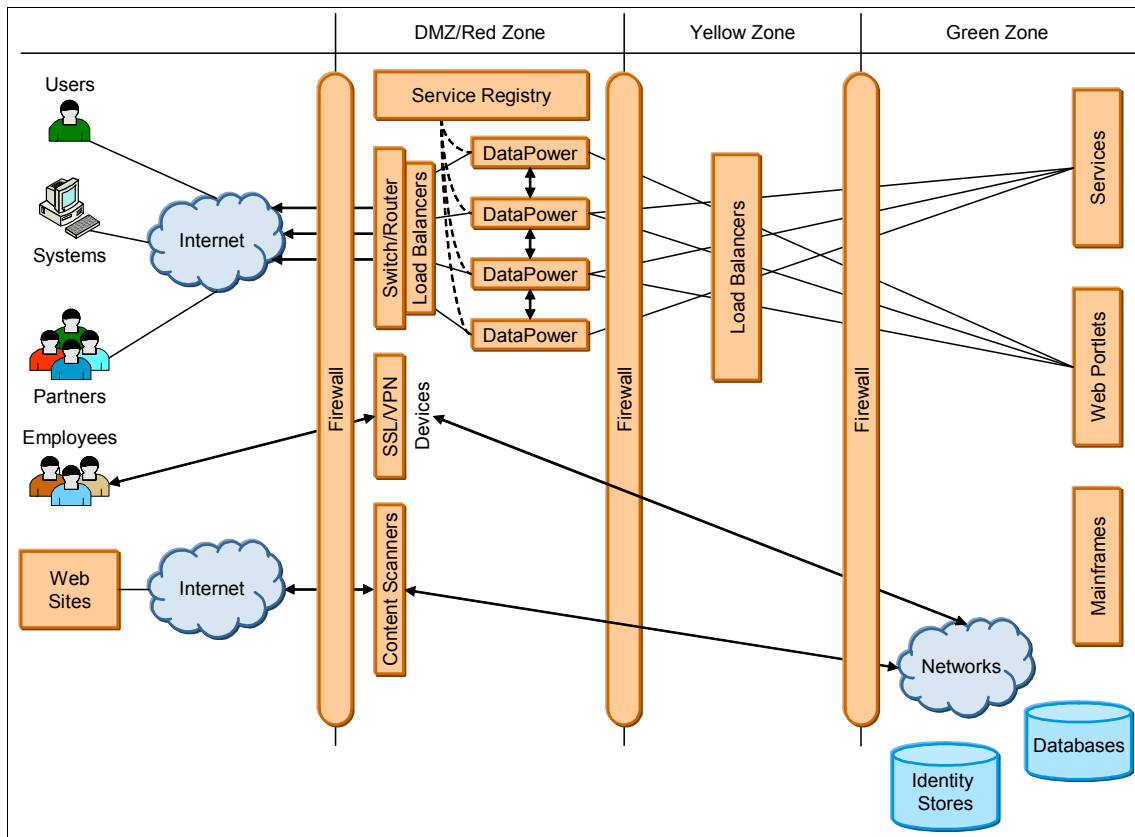 DMZ/Red Zone
Yellow Zone
Green Zone
Users
Systems
Partners
Employees
Web
Sites
Internet
Internet
Firewall
Service Registry
Switch/Router
Load Balancers
DataPower
DataPower
DataPower
DataPower
SSL/VPN
Devices
Content Scanners
Firewall
Load Balancers
Firewall
Services
Web Portlets
Mainframes
Networks
Databases
Identity
Stores